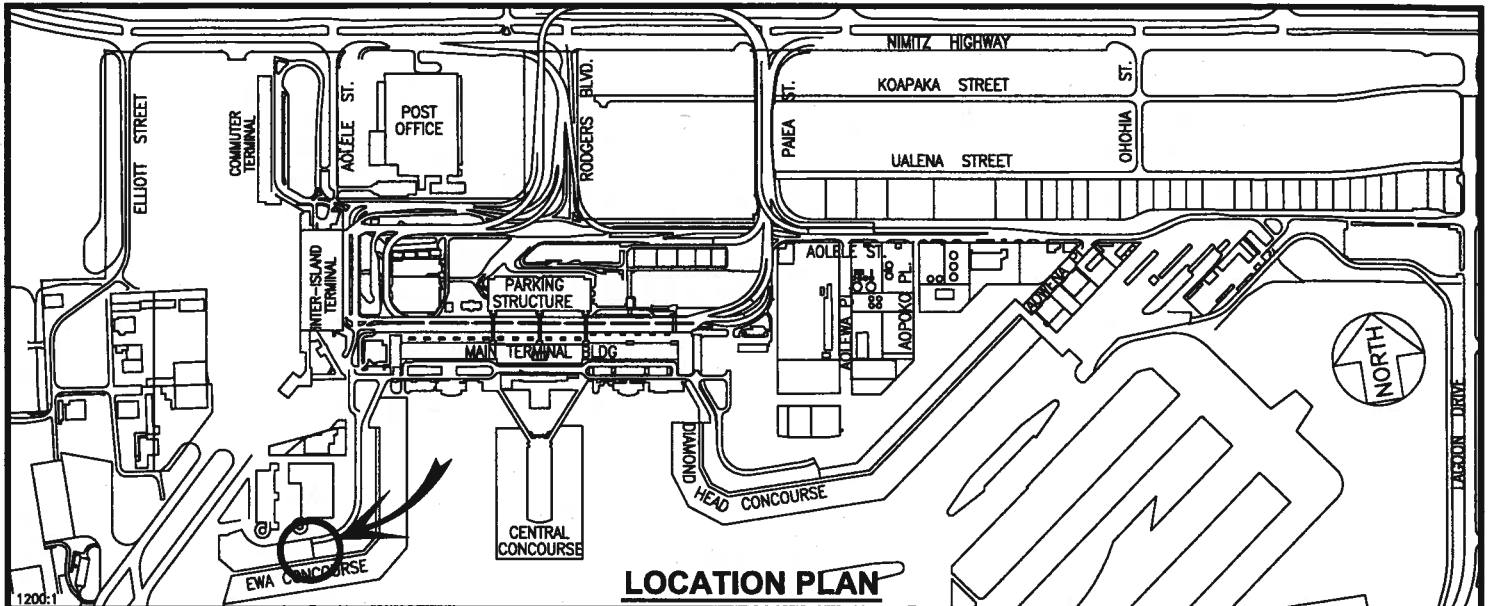 NIMITZ HIGHWAY
KOAPAKA STREET
UALENA STREET
ELLIOTT STREET
COMMUTER
TERMINAL
AOLELE ST.
POST
OFFICE
RODGERS BLVD.
PAIEA ST.
OHOHIA ST.
INTER-ISLAND
TERMINAL
PARKING
STRUCTURE
MAIN TERMINAL BLDG
AOLELE ST.
AOLEWA PL.
AOPOKO PL.
AOWENA PL.
NORTH
LAGOON DRIVE
DIAMOND
HEAD CONCOURSE
CENTRAL
CONCOURSE
EWA CONCOURSE
LOCATION PLAN
1200:1